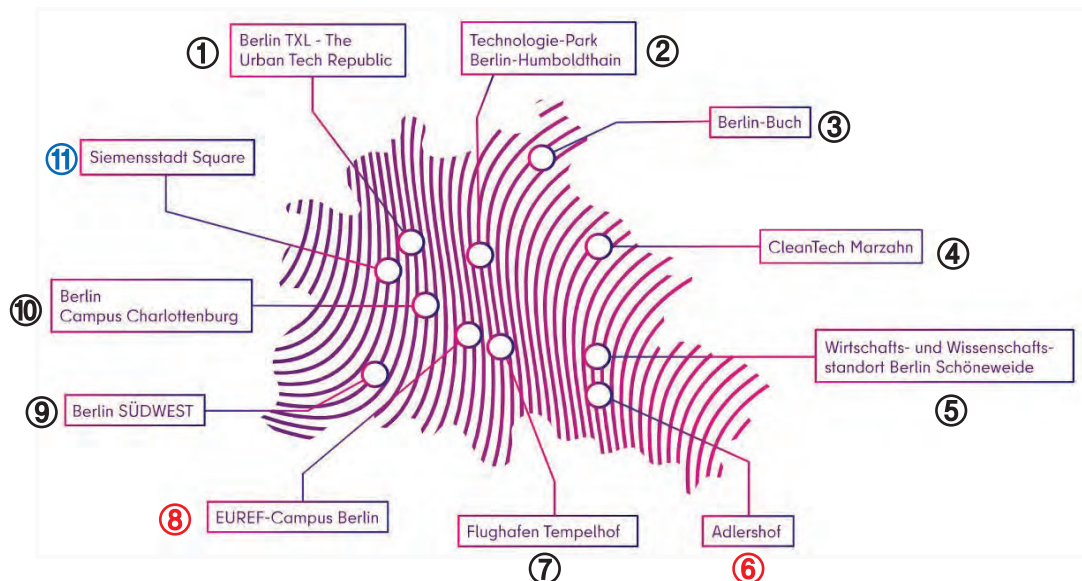 ①
Berlin TXL - The
Urban Tech Republic
Technologie-Park
Berlin-Humboldthain
②
Berlin-Buch
③
⑪
Siemensstadt Square
CleanTech Marzahn
④
⑩
Berlin
Campus Charlottenburg
Wirtschafts- und Wissenschafts-
standort Berlin Schöneweide
⑤
⑨
Berlin SÜDWEST
⑧
EUREF-Campus Berlin
Flughafen Tempelhof
⑦
Adlershof
⑥